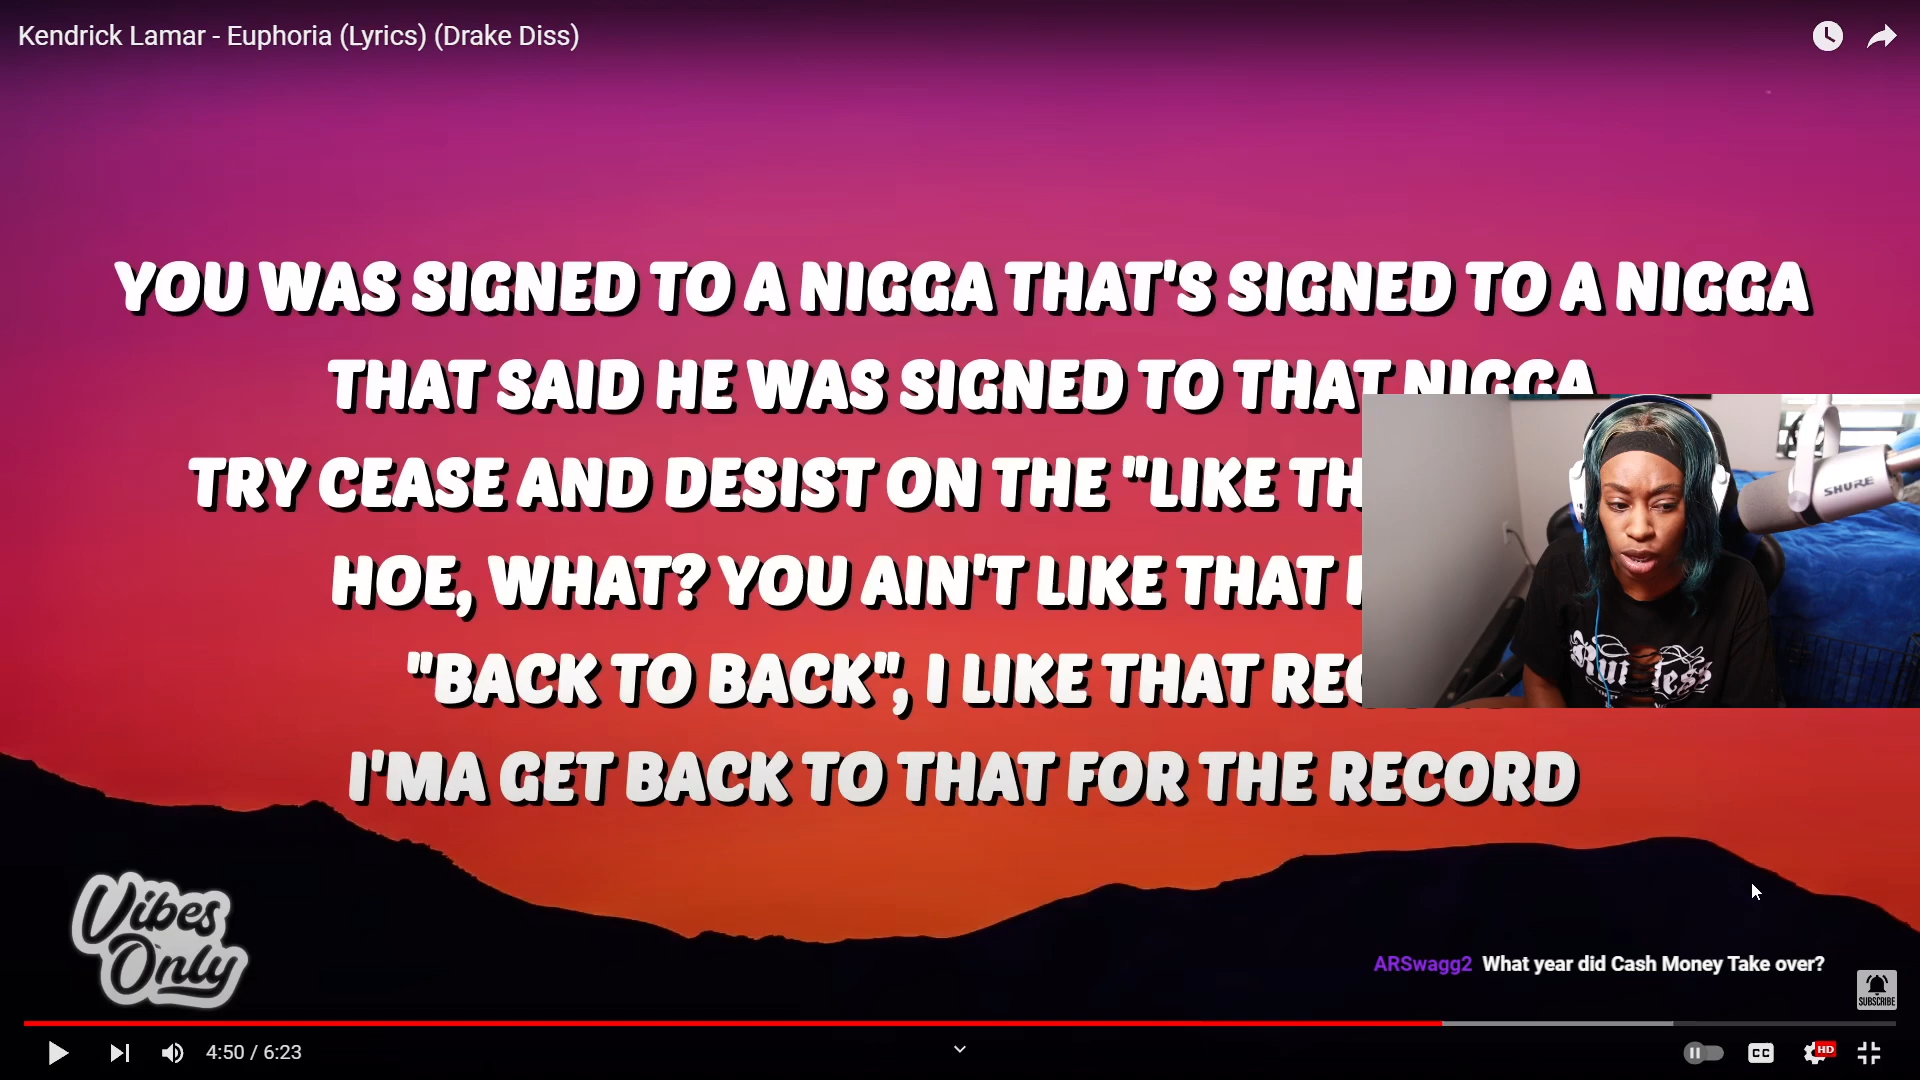 Kendrick Lamar - Euphoria (Lyrics) (Drake Diss)
YOU WAS SIGNED TO A NIGGA THAT'S SIGNED TO A NIGGA
THAT SAID HE WAS SIGNED TO THAT NIGGA
TRY CEASE AND DESIST ON THE "LIKE TH
HOE, WHAT? YOU AIN'T LIKE THAT
"BACK TO BACK", I LIKE THAT REC
I'MA GET BACK TO THAT FOR THE RECORD
SHURE
Vibes
Only
ARSwagg2 What year did Cash Money Take over?
SUBSCRIBE
4:50 / 6:23
CC
HD